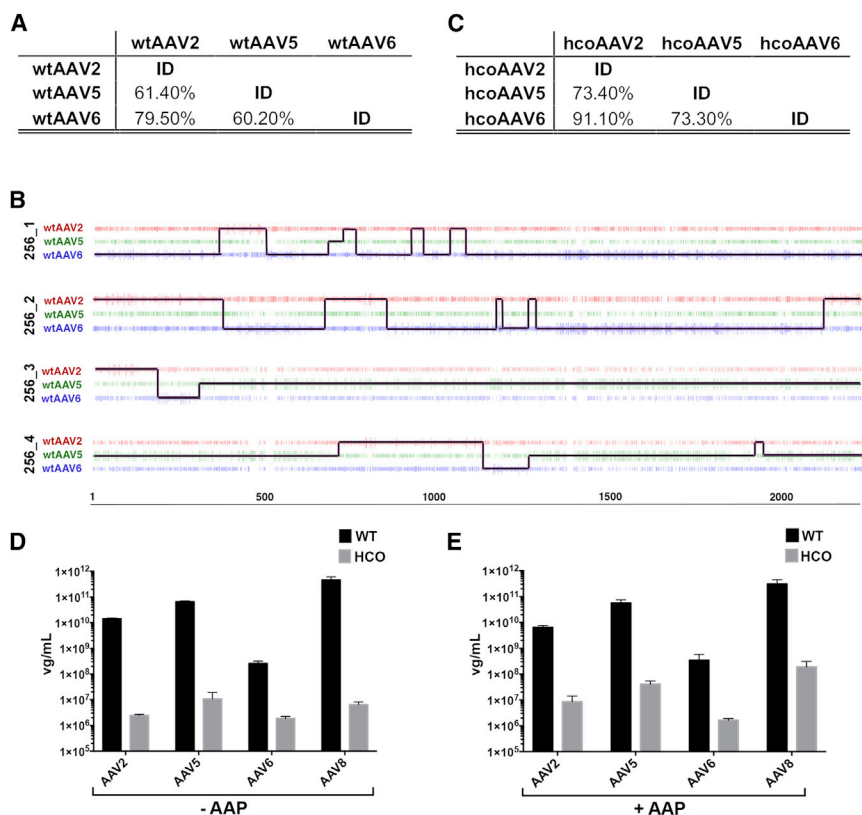 A
wtAAV2 wtAAV5 wtAAV6
wtAAV2 ID
wtAAV5 61.40% ID
wtAAV6 79.50% 60.20% ID
C
hcoAAV2 hcoAAV5 hcoAAV6
hcoAAV2 ID
hcoAAV5 73.40% ID
hcoAAV6 91.10% 73.30% ID
B
256_1
wtAAV2
wtAAV5
wtAAV6
256_2
wtAAV2
wtAAV5
wtAAV6
256_3
wtAAV2
wtAAV5
wtAAV6
256_4
wtAAV2
wtAAV5
wtAAV6
1 500 1000 1500 2000
D
WT
HCO
vg/mL
1×10¹²
1×10¹¹
1×10¹⁰
1×10⁹
1×10⁸
1×10⁷
1×10⁶
1×10⁵
AAV2 AAV5 AAV6 AAV8
- AAP
E
WT
HCO
vg/mL
1×10¹²
1×10¹¹
1×10¹⁰
1×10⁹
1×10⁸
1×10⁷
1×10⁶
1×10⁵
AAV2 AAV5 AAV6 AAV8
+ AAP